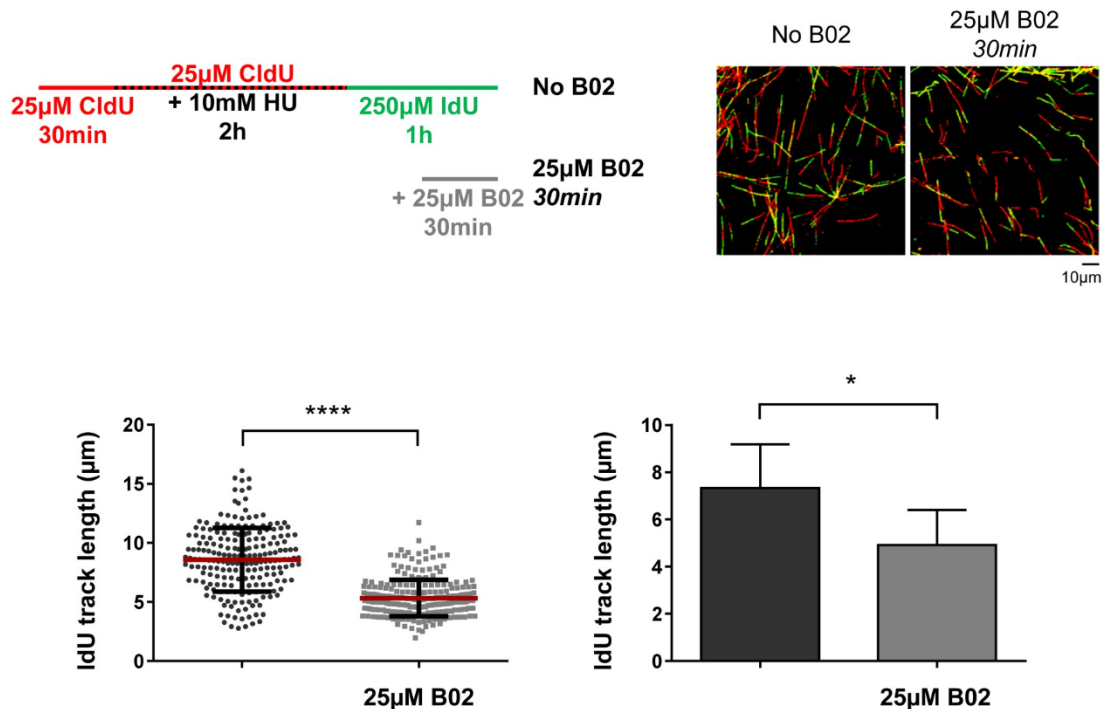 25µM CldU
+ 10mM HU
2h
25µM CldU
30min
250µM IdU
1h
No B02
25µM B02
30min
+ 25µM B02
30min
No B02
25µM B02
30min
10µm
IdU track length (µm)
20
15
10
5
0
****
25µM B02
IdU track length (µm)
10
8
6
4
2
0
*
25µM B02